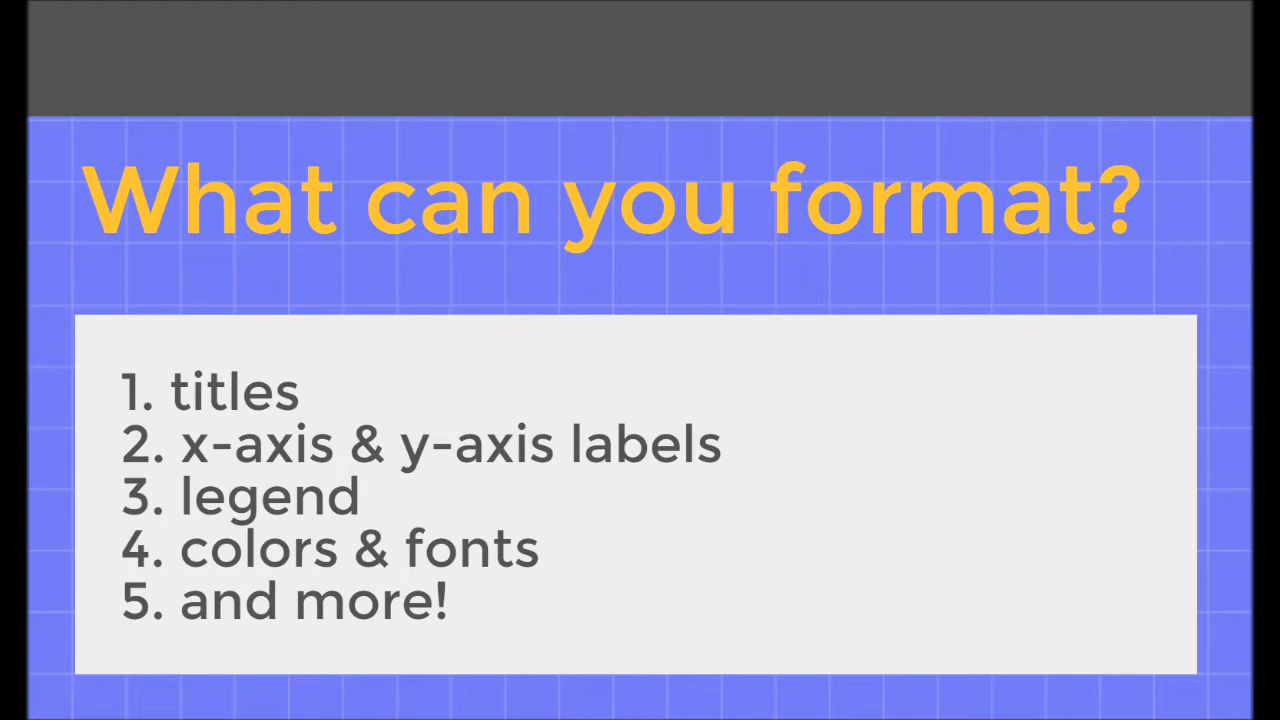 What can you format?
1. titles
2. x-axis & y-axis labels
3. legend
4. colors & fonts
5. and more!